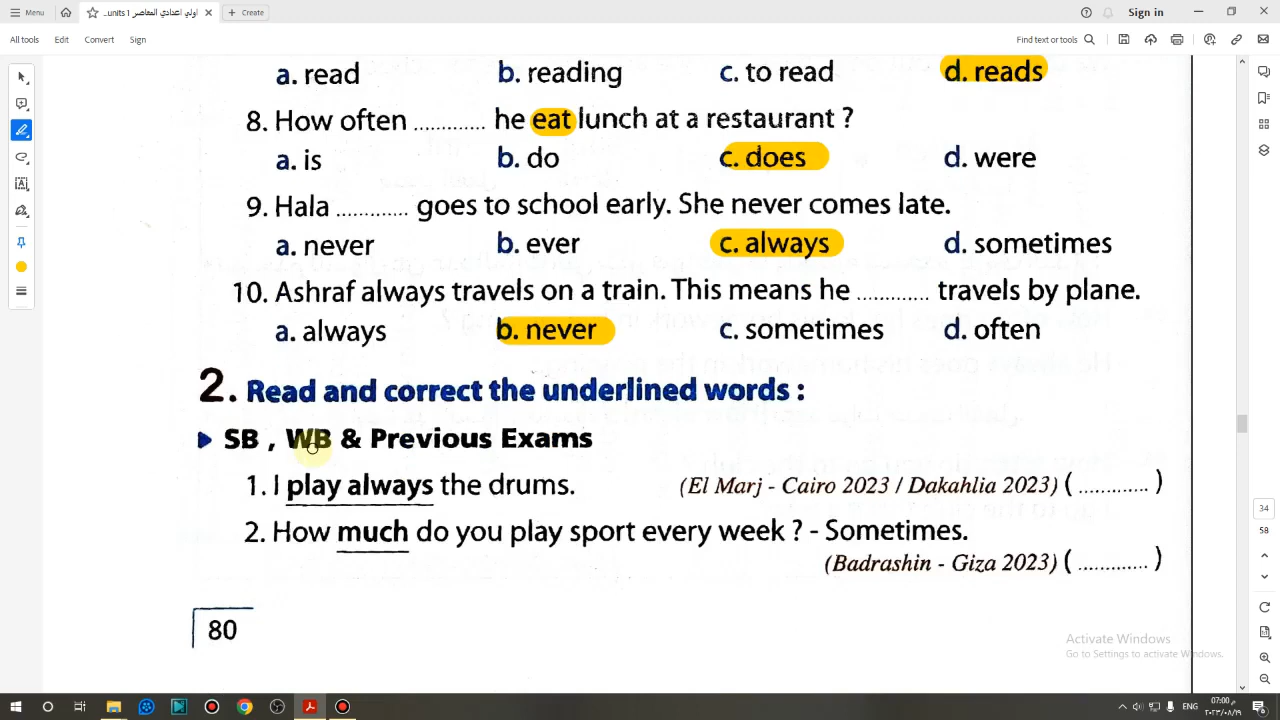 Menu
...units 1 اولي اعدادي المعاصر
Create
Sign in
All tools Edit Convert Sign
Find text or tools
a. read b. reading c. to read d. reads
8. How often ............ he eat lunch at a restaurant ?
a. is b. do c. does d. were
9. Hala ............ goes to school early. She never comes late.
a. never b. ever c. always d. sometimes
10. Ashraf always travels on a train. This means he ............ travels by plane.
a. always b. never c. sometimes d. often
2. Read and correct the underlined words :
SB , WB & Previous Exams
1. I play always the drums. (El Marj - Cairo 2023 / Dakahlia 2023) ( ............ )
2. How much do you play sport every week ? - Sometimes.
(Badrashin - Giza 2023) ( ............ )
80
34
58
Activate Windows
Go to Settings to activate Windows.
ENG
07:00 م
٢٠٢٣/٠٨/١٩